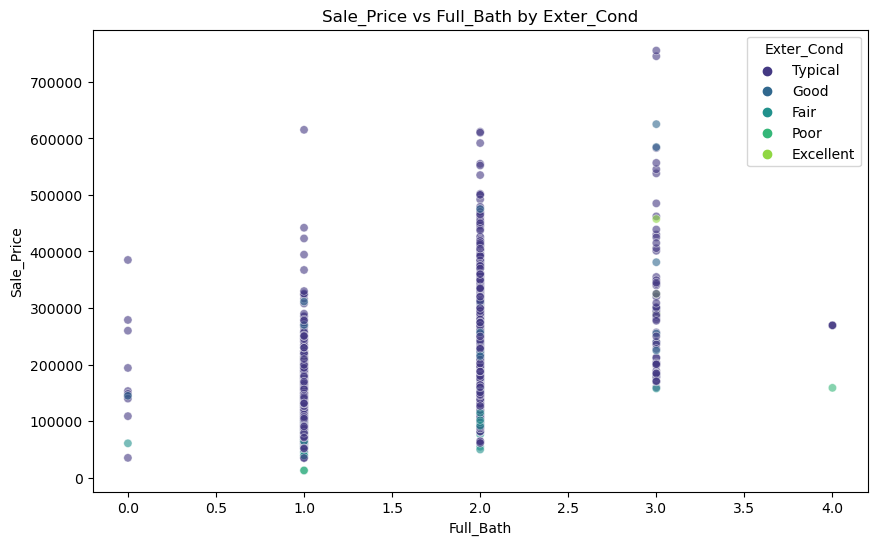 Sale_Price vs Full_Bath by Exter_Cond
Exter_Cond
Typical
Good
Fair
Poor
Excellent
Sale_Price
700000
600000
500000
400000
300000
200000
100000
0
0.0
0.5
1.0
1.5
2.0
2.5
3.0
3.5
4.0
Full_Bath